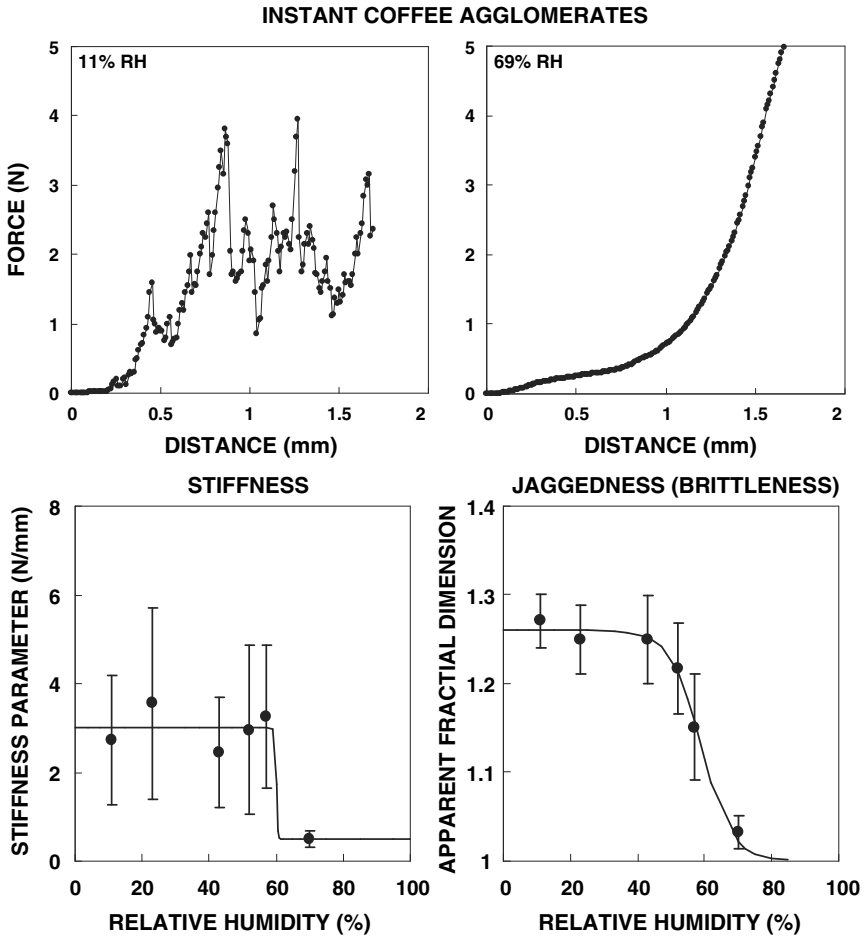 INSTANT COFFEE AGGLOMERATES
11% RH
FORCE (N)
5
4
3
2
1
0
0 0.5 1 1.5 2
DISTANCE (mm)
69% RH
5
4
3
2
1
0
0 0.5 1 1.5 2
DISTANCE (mm)
STIFFNESS
STIFFNESS PARAMETER (N/mm)
8
6
4
2
0
0 20 40 60 80 100
RELATIVE HUMIDITY (%)
JAGGEDNESS (BRITTLENESS)
APPARENT FRACTIAL DIMENSION
1.4
1.3
1.2
1.1
1
0 20 40 60 80 100
RELATIVE HUMIDITY (%)